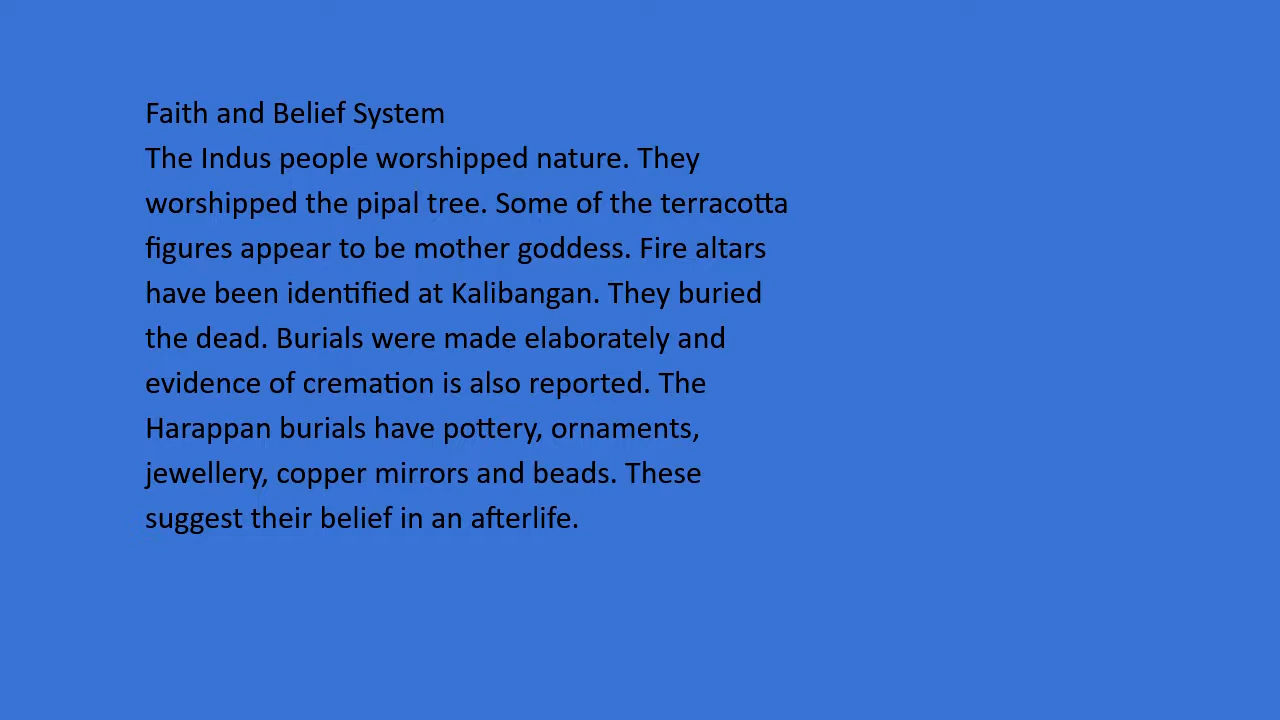 Faith and Belief System
The Indus people worshipped nature. They
worshipped the pipal tree. Some of the terracotta
figures appear to be mother goddess. Fire altars
have been identified at Kalibangan. They buried
the dead. Burials were made elaborately and
evidence of cremation is also reported. The
Harappan burials have pottery, ornaments,
jewellery, copper mirrors and beads. These
suggest their belief in an afterlife.